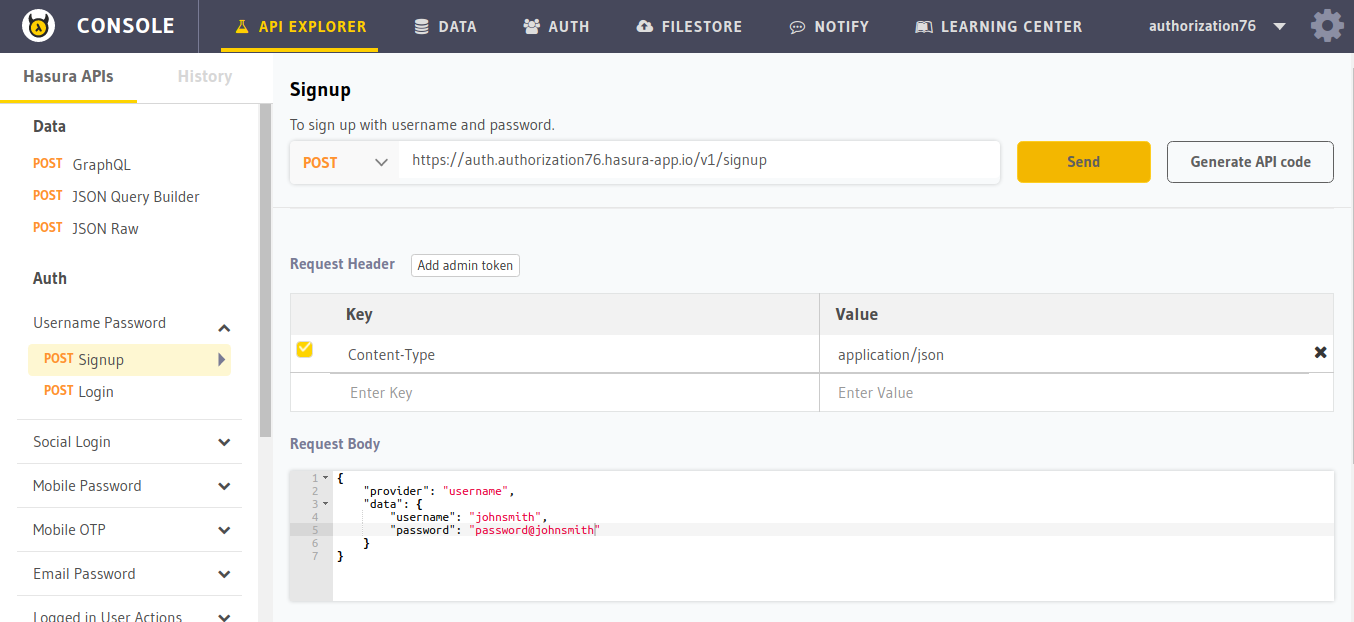 CONSOLE API EXPLORER DATA AUTH FILESTORE NOTIFY LEARNING CENTER authorization76
Hasura APIs History
Data
POST GraphQL
POST JSON Query Builder
POST JSON Raw
Auth
Username Password
POST Signup
POST Login
Social Login
Mobile Password
Mobile OTP
Email Password
Logged in User Actions
Signup
To sign up with username and password.
POST https://auth.authorization76.hasura-app.io/v1/signup Send Generate API code
Request Header Add admin token
Key Value
Content-Type application/json
Enter Key Enter Value
Request Body
1 {
2 "provider": "username",
3 "data": {
4 "username": "johnsmith",
5 "password": "password@johnsmith"
6 }
7 }